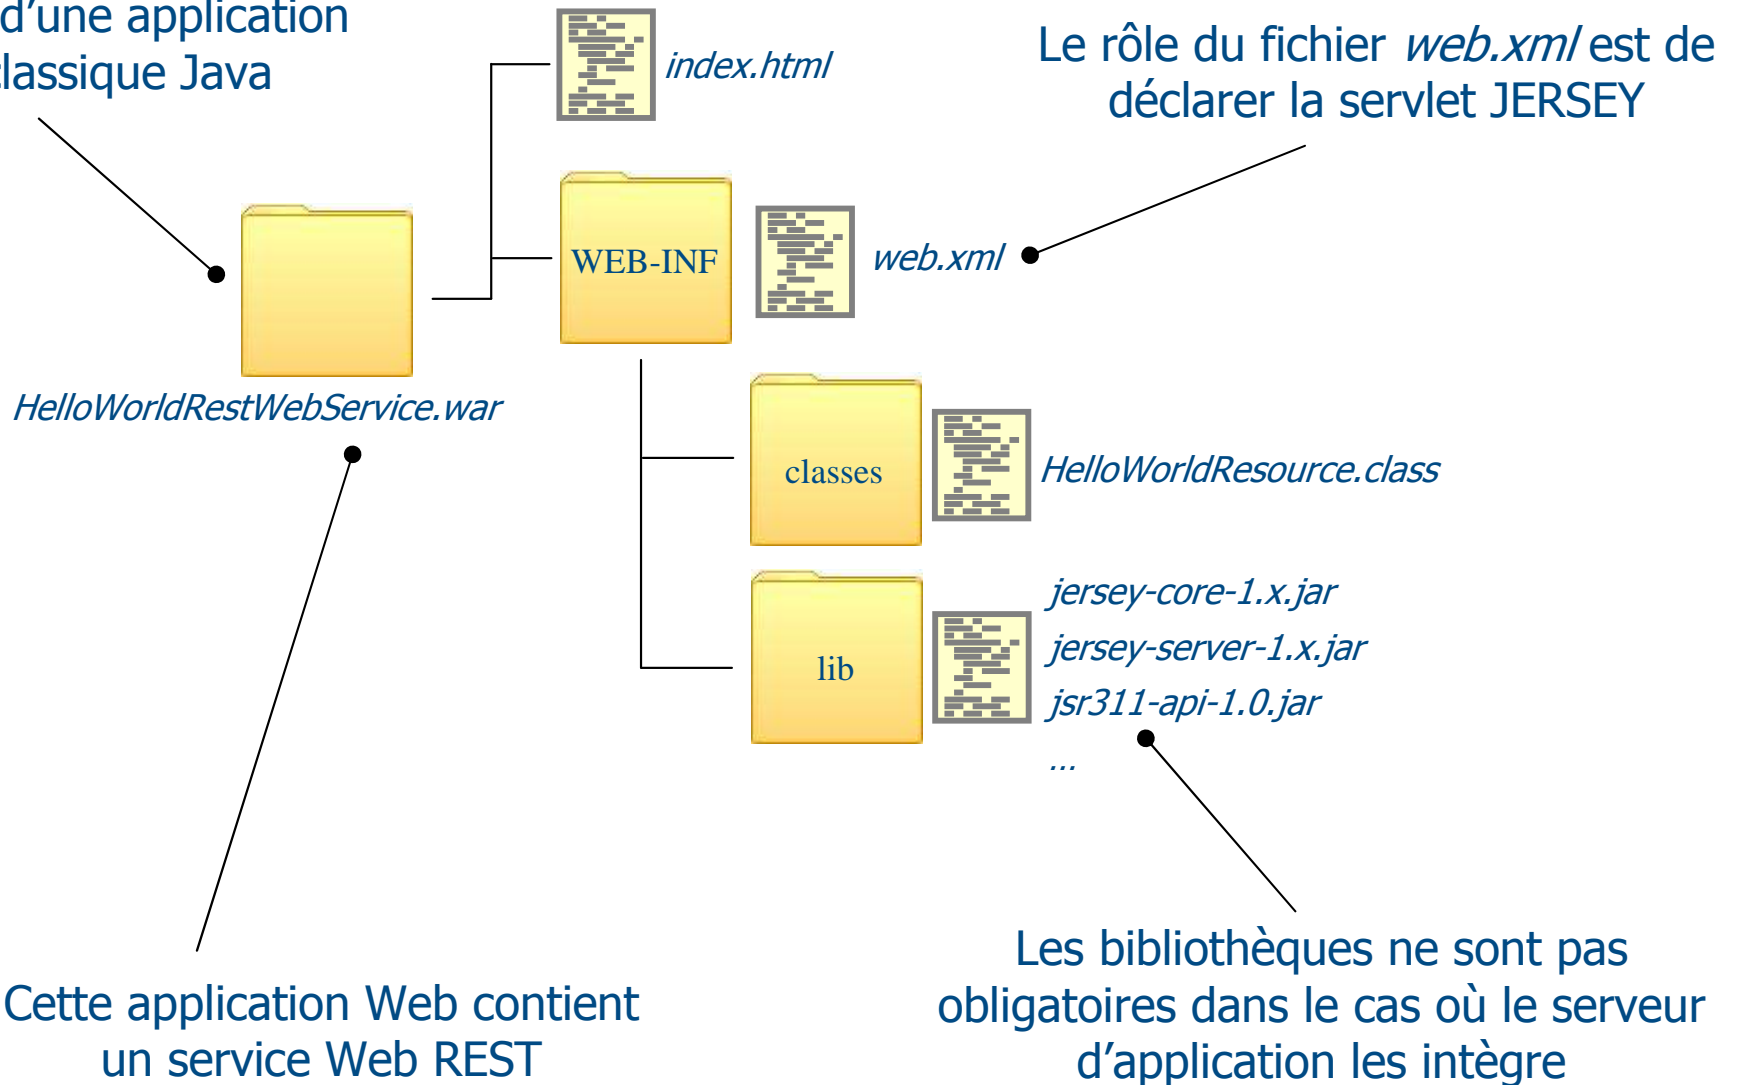 d’une application
classique Java
index.html
Le rôle du fichier web.xml est de
déclarer la servlet JERSEY
WEB-INF
web.xml
HelloWorldRestWebService.war
classes
HelloWorldResource.class
lib
jersey-core-1.x.jar
jersey-server-1.x.jar
jsr311-api-1.0.jar
…
Cette application Web contient
un service Web REST
Les bibliothèques ne sont pas
obligatoires dans le cas où le serveur
d’application les intègre